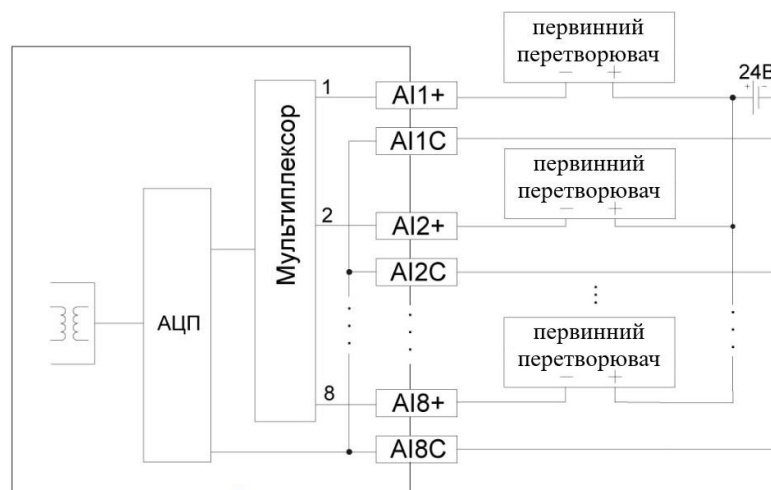 первинний
перетворювач
− +
24В
+ −
1
AI1+
AI1C
Мультиплексор
первинний
перетворювач
− +
2
AI2+
AI2C
АЦП
первинний
перетворювач
− +
8
AI8+
AI8C